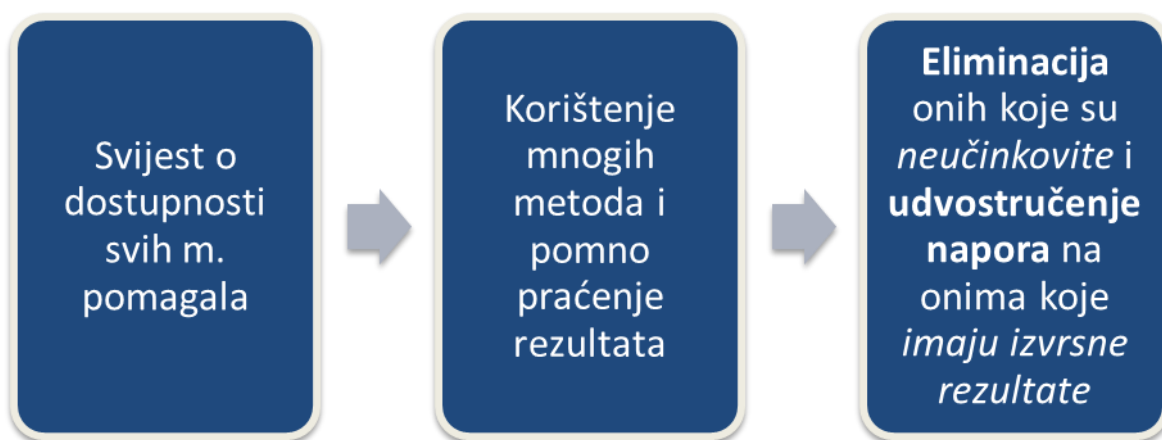 Svijest o
dostupnosti
svih m.
pomagala
Korištenje
mnogih
metoda i
pomno
praćenje
rezultata
Eliminacija
onih koje su
neučinkovite i
udvostručenje
napora na
onima koje
imaju izvrsne
rezultate